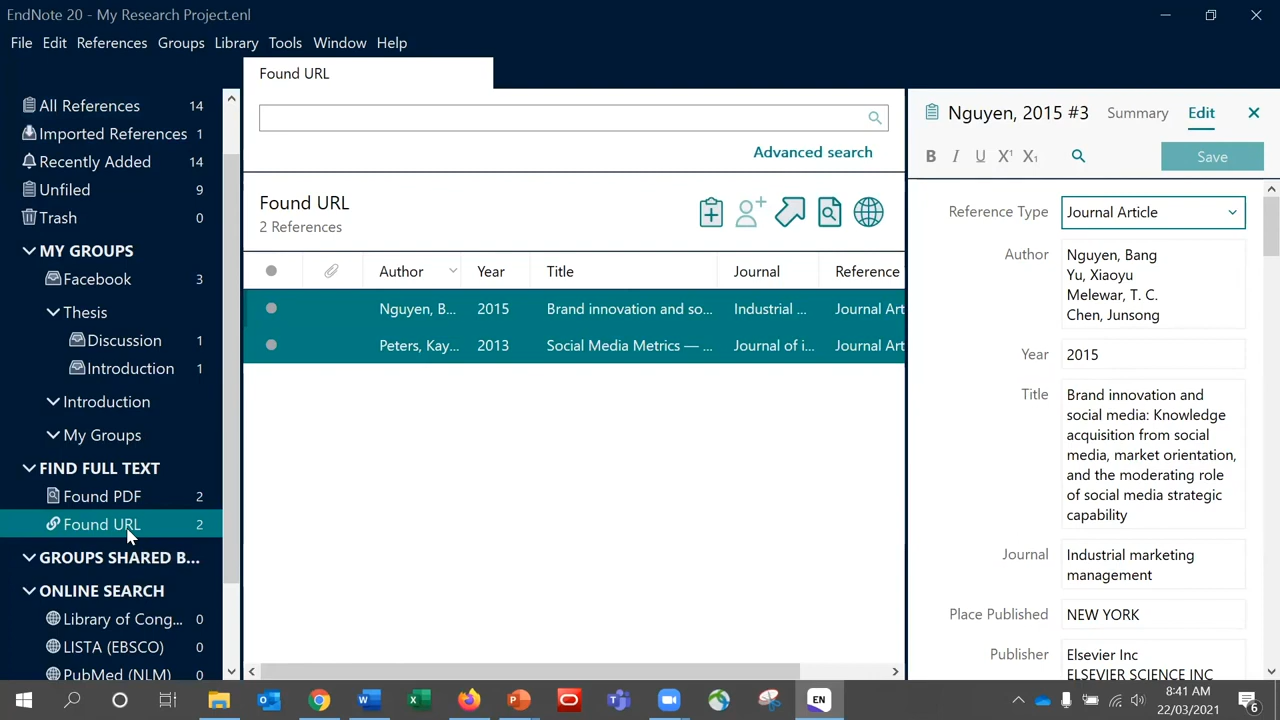 EndNote 20 - My Research Project.enl
File Edit References Groups Library Tools Window Help
All References 14
Imported References 1
Recently Added 14
Unfiled 9
Trash 0
MY GROUPS
Facebook 3
Thesis
Discussion 1
Introduction 1
Introduction
My Groups
FIND FULL TEXT
Found PDF 2
Found URL 2
GROUPS SHARED B...
ONLINE SEARCH
Library of Cong... 0
LISTA (EBSCO) 0
PubMed (NLM) 0
Found URL
Advanced search
Found URL
2 References
Author Year Title Journal Reference
Nguyen, B... 2015 Brand innovation and so... Industrial ... Journal Art
Peters, Kay... 2013 Social Media Metrics — ... Journal of i... Journal Art
Nguyen, 2015 #3 Summary Edit
B I U X¹ X₁ Save
Reference Type Journal Article
Author Nguyen, Bang
Yu, Xiaoyu
Melewar, T. C.
Chen, Junsong
Year 2015
Title Brand innovation and
social media: Knowledge
acquisition from social
media, market orientation,
and the moderating role
of social media strategic
capability
Journal Industrial marketing
management
Place Published NEW YORK
Publisher Elsevier Inc
ELSEVIER SCIENCE INC
EN
8:41 AM
22/03/2021
6